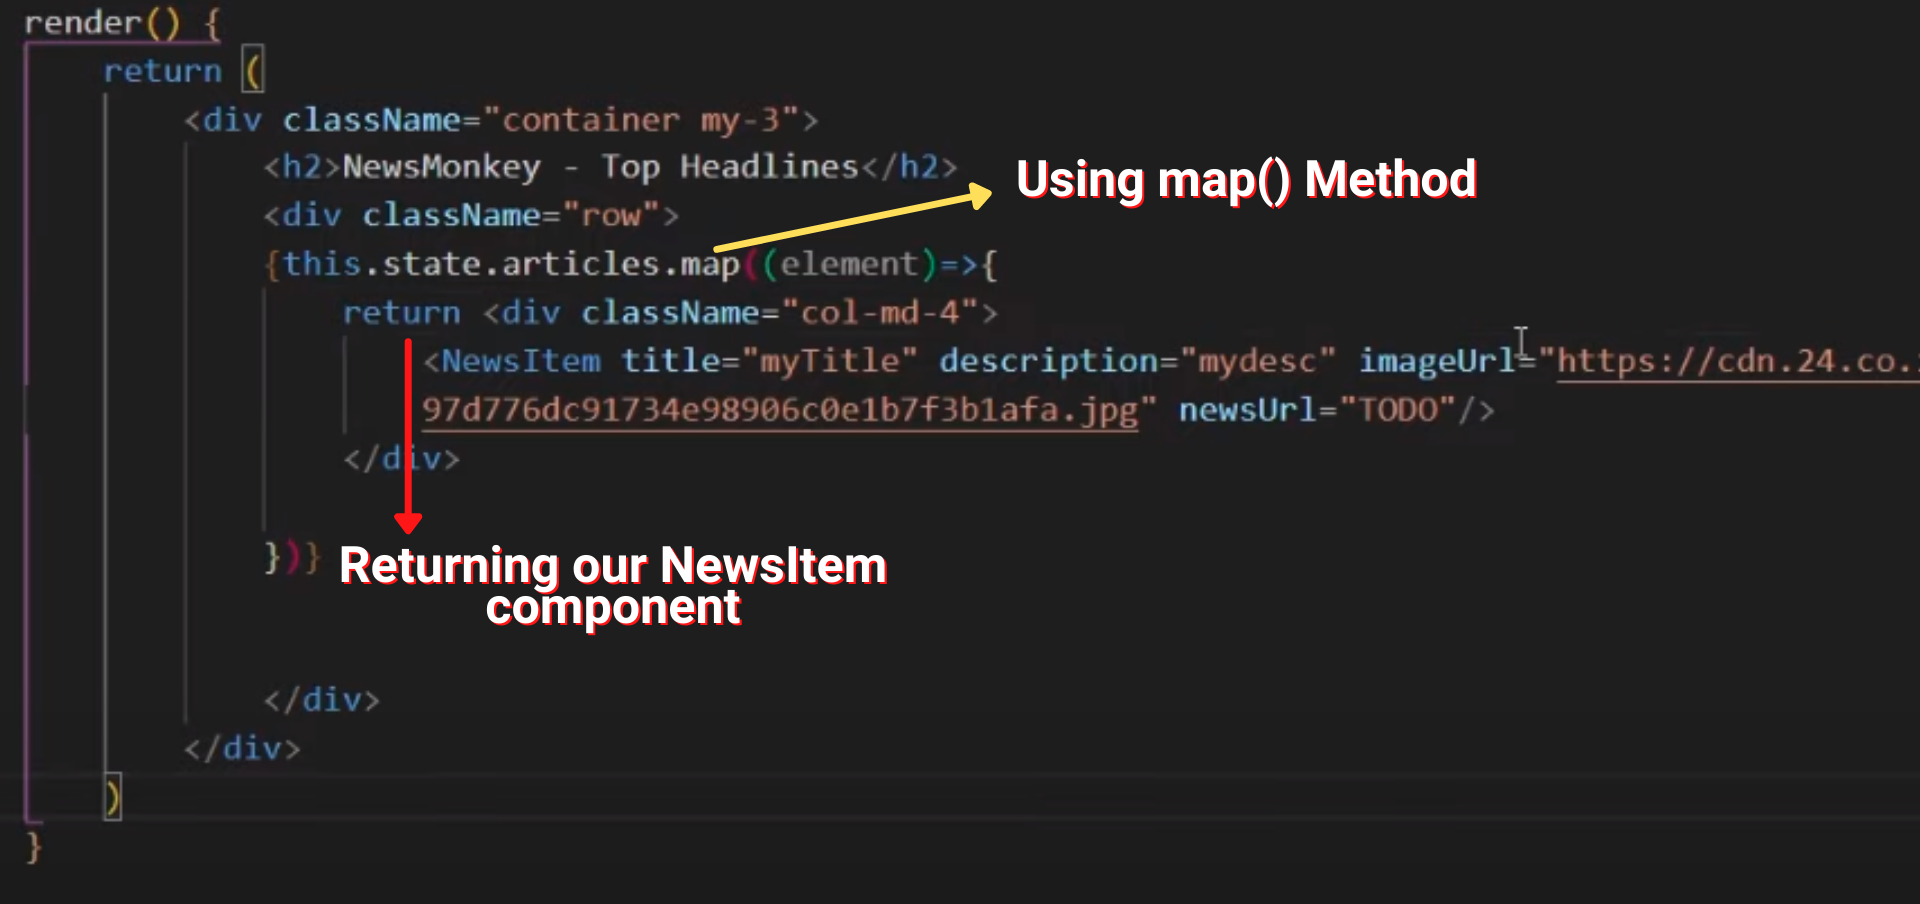 render() {
return (
<div className="container my-3">
<h2>NewsMonkey - Top Headlines</h2>
Using map() Method
<div className="row">
{this.state.articles.map((element)=>{
return <div className="col-md-4">
<NewsItem title="myTitle" description="mydesc" imageUrl="https://cdn.24.co.
97d776dc91734e98906c0e1b7f3b1afa.jpg" newsUrl="TODO"/>
</div>
})}
Returning our NewsItem
component
</div>
</div>
)
}